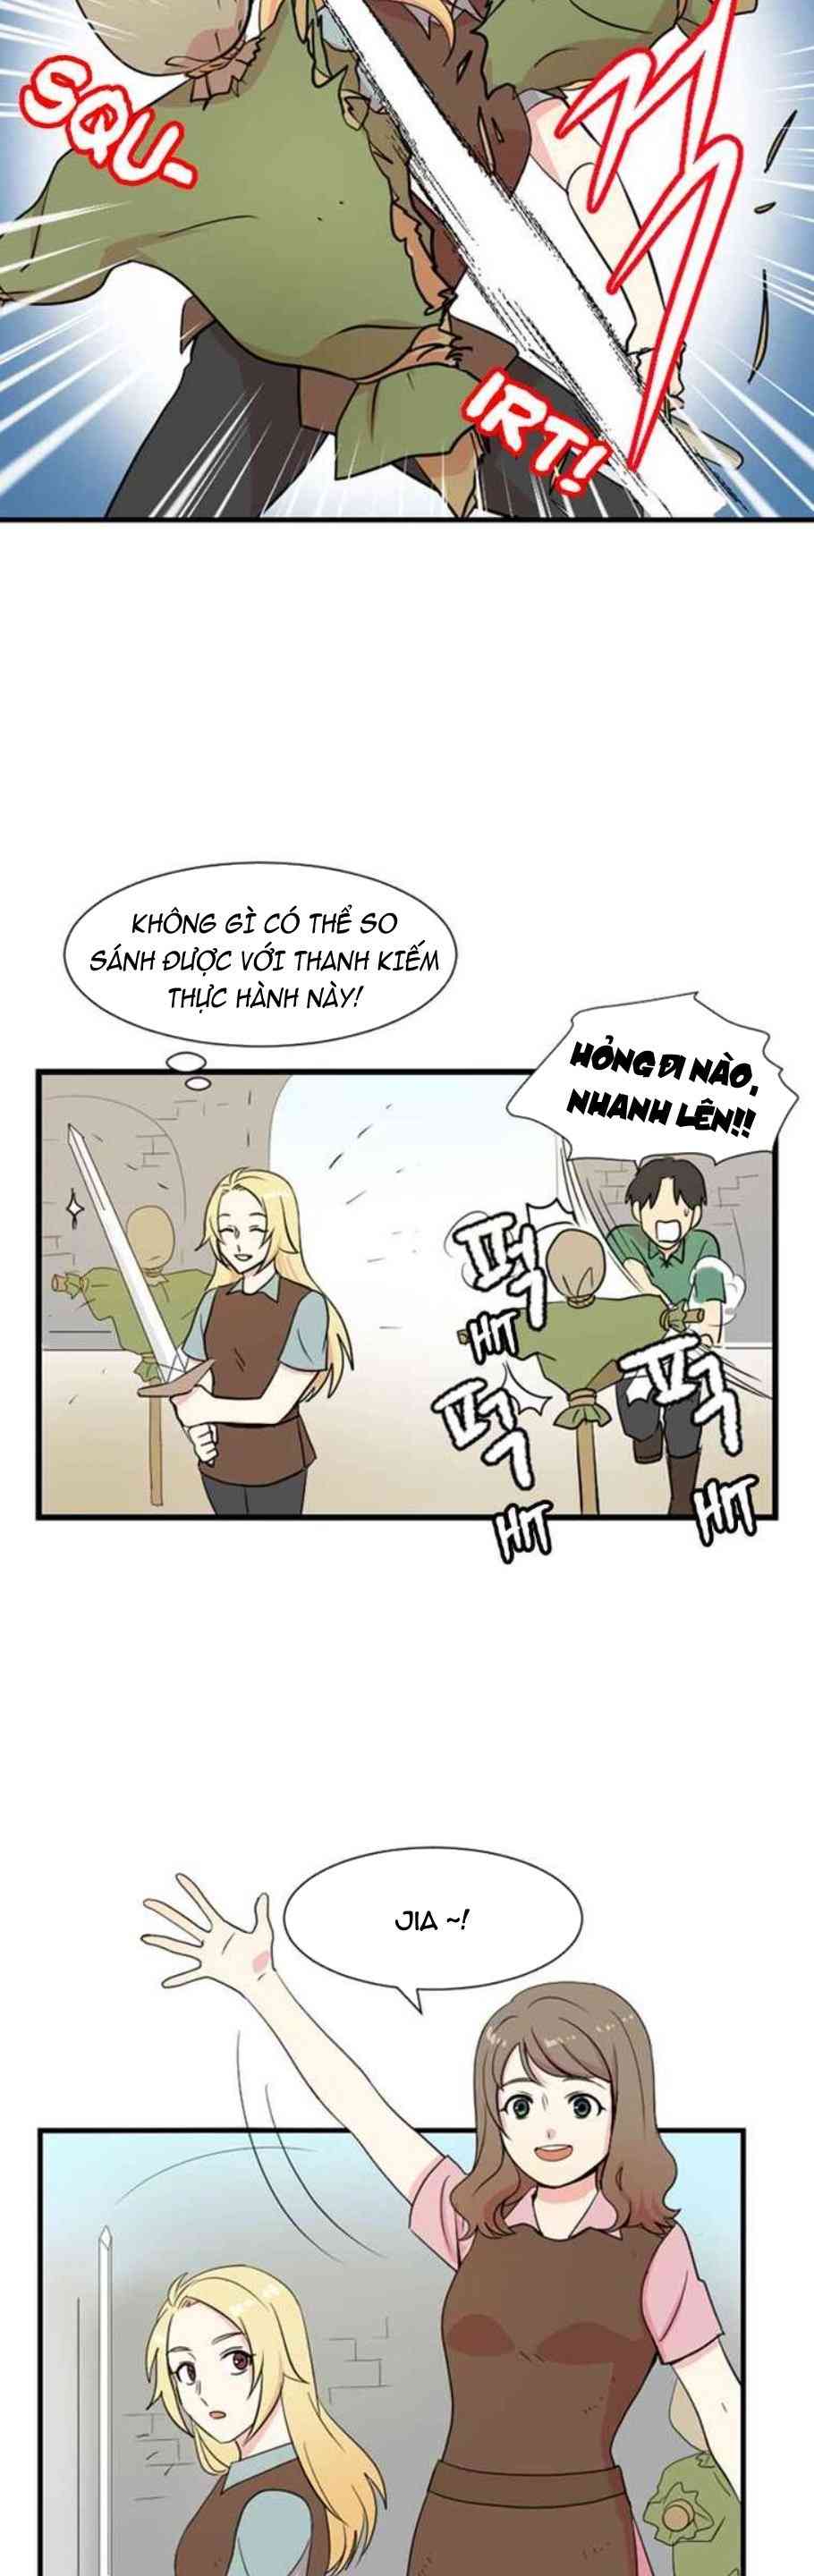 SQU-
끅
IRT!
KHÔNG GÌ CÓ THỂ SO
SÁNH ĐƯỢC VỚI THANH KIẾM
THỰC HÀNH NÀY!
HỎNG ĐI NÀO,
NHANH LÊN!!
퍽
HIT
퍽
HIT
퍽
HIT
JIA ~!